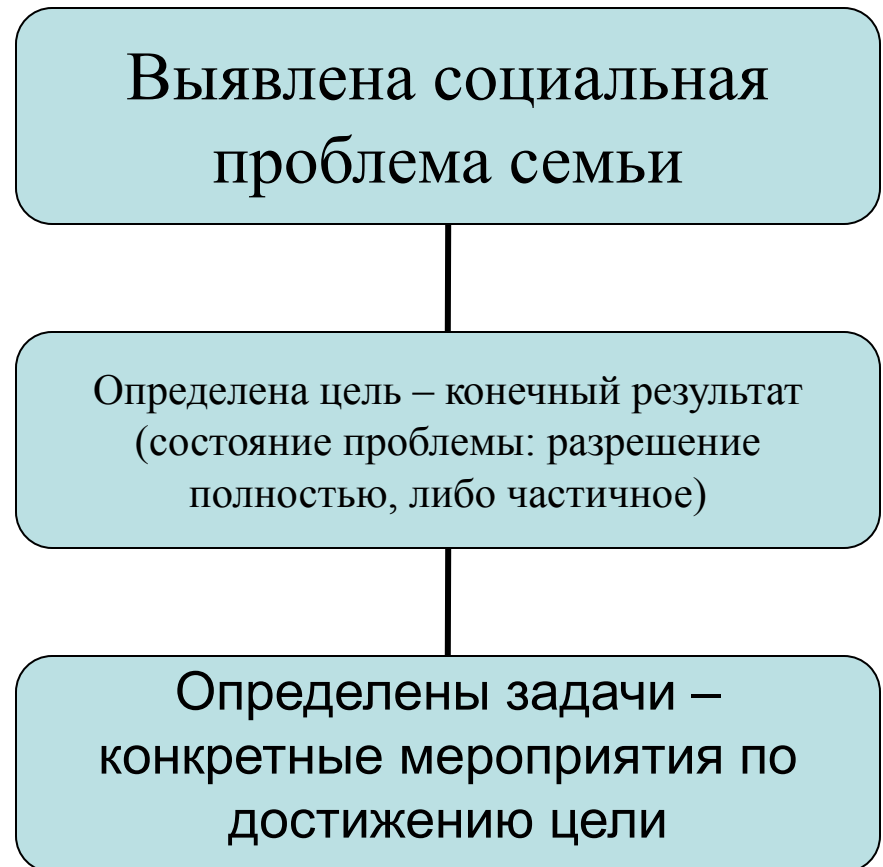 Выявлена социальная
проблема семьи
Определена цель – конечный результат
(состояние проблемы: разрешение
полностью, либо частичное)
Определены задачи –
конкретные мероприятия по
достижению цели